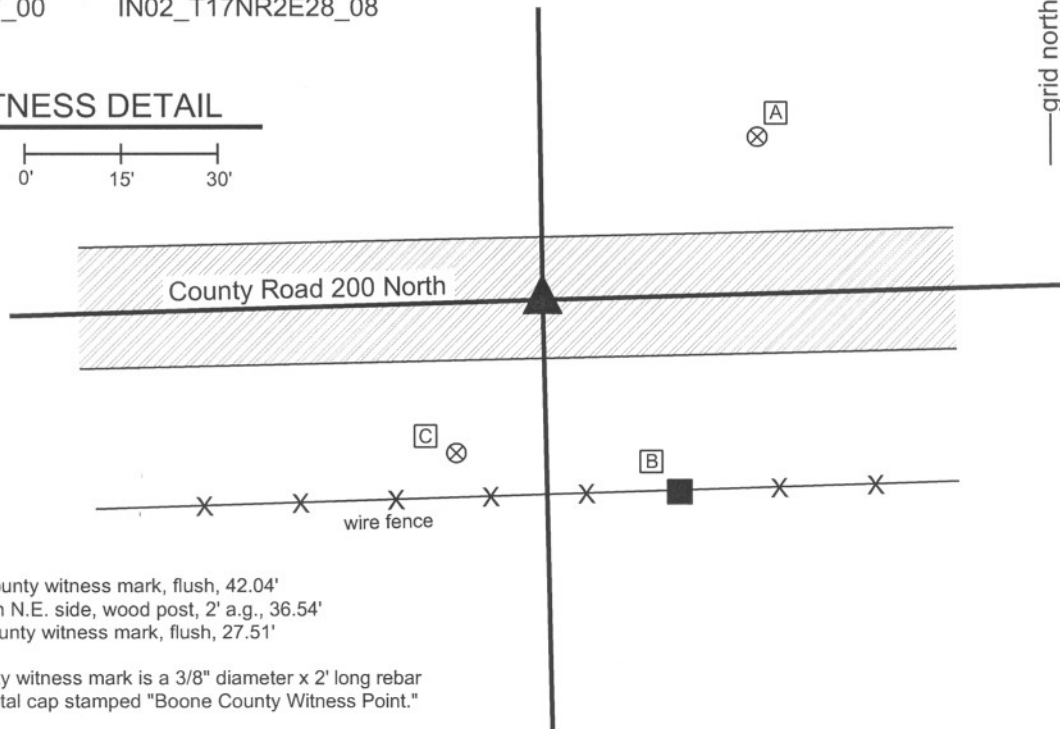 _00 IN02_T17NR2E28_08
TNESS DETAIL
0' 15' 30'
grid north
A
County Road 200 North
C
B
X X X X X X X
wire fence
ounty witness mark, flush, 42.04'
n N.E. side, wood post, 2' a.g., 36.54'
unty witness mark, flush, 27.51'
y witness mark is a 3/8" diameter x 2' long rebar
tal cap stamped "Boone County Witness Point."